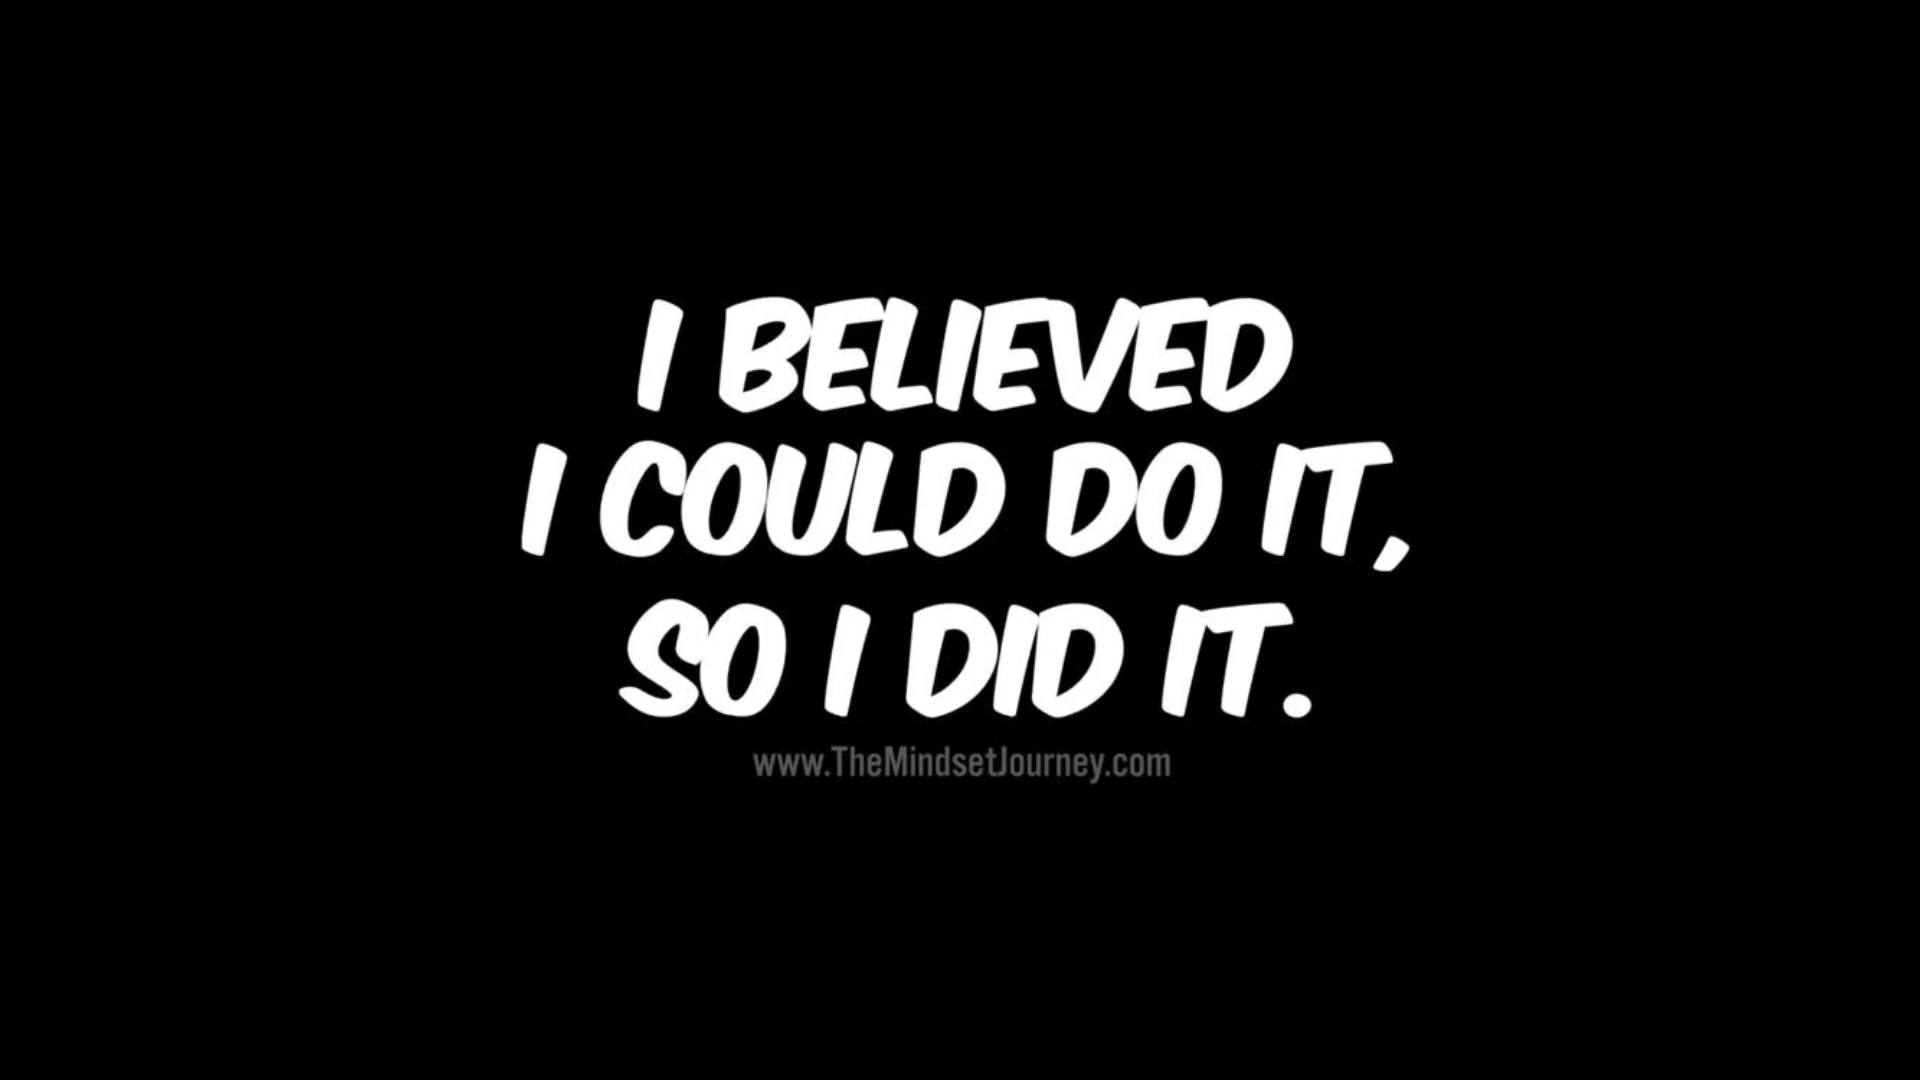 I BELIEVED
I COULD DO IT,
SO I DID IT.
www.TheMindsetJourney.com